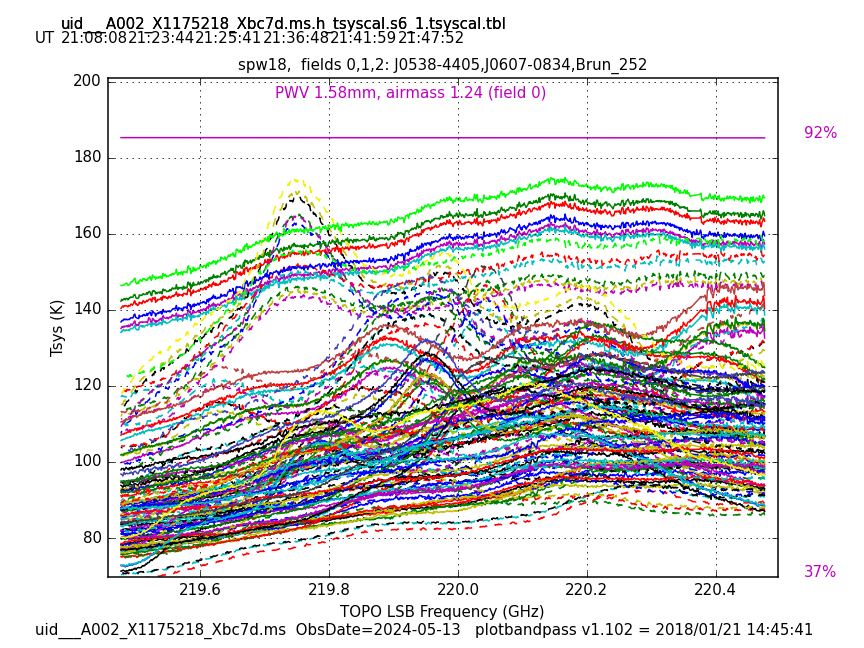 uid___A002_X1175218_Xbc7d.ms.h_tsyscal.s6_1.tsyscal.tbl
UT 21:08:08 21:23:44 21:25:41 21:36:48 21:41:59 21:47:52
spw18, fields 0,1,2: J0538-4405,J0607-0834,Brun_252
PWV 1.58mm, airmass 1.24 (field 0)
200
92%
180
160
140
Tsys (K)
120
100
80
37%
219.6 219.8 220.0 220.2 220.4
TOPO LSB Frequency (GHz)
uid___A002_X1175218_Xbc7d.ms ObsDate=2024-05-13 plotbandpass v1.102 = 2018/01/21 14:45:41